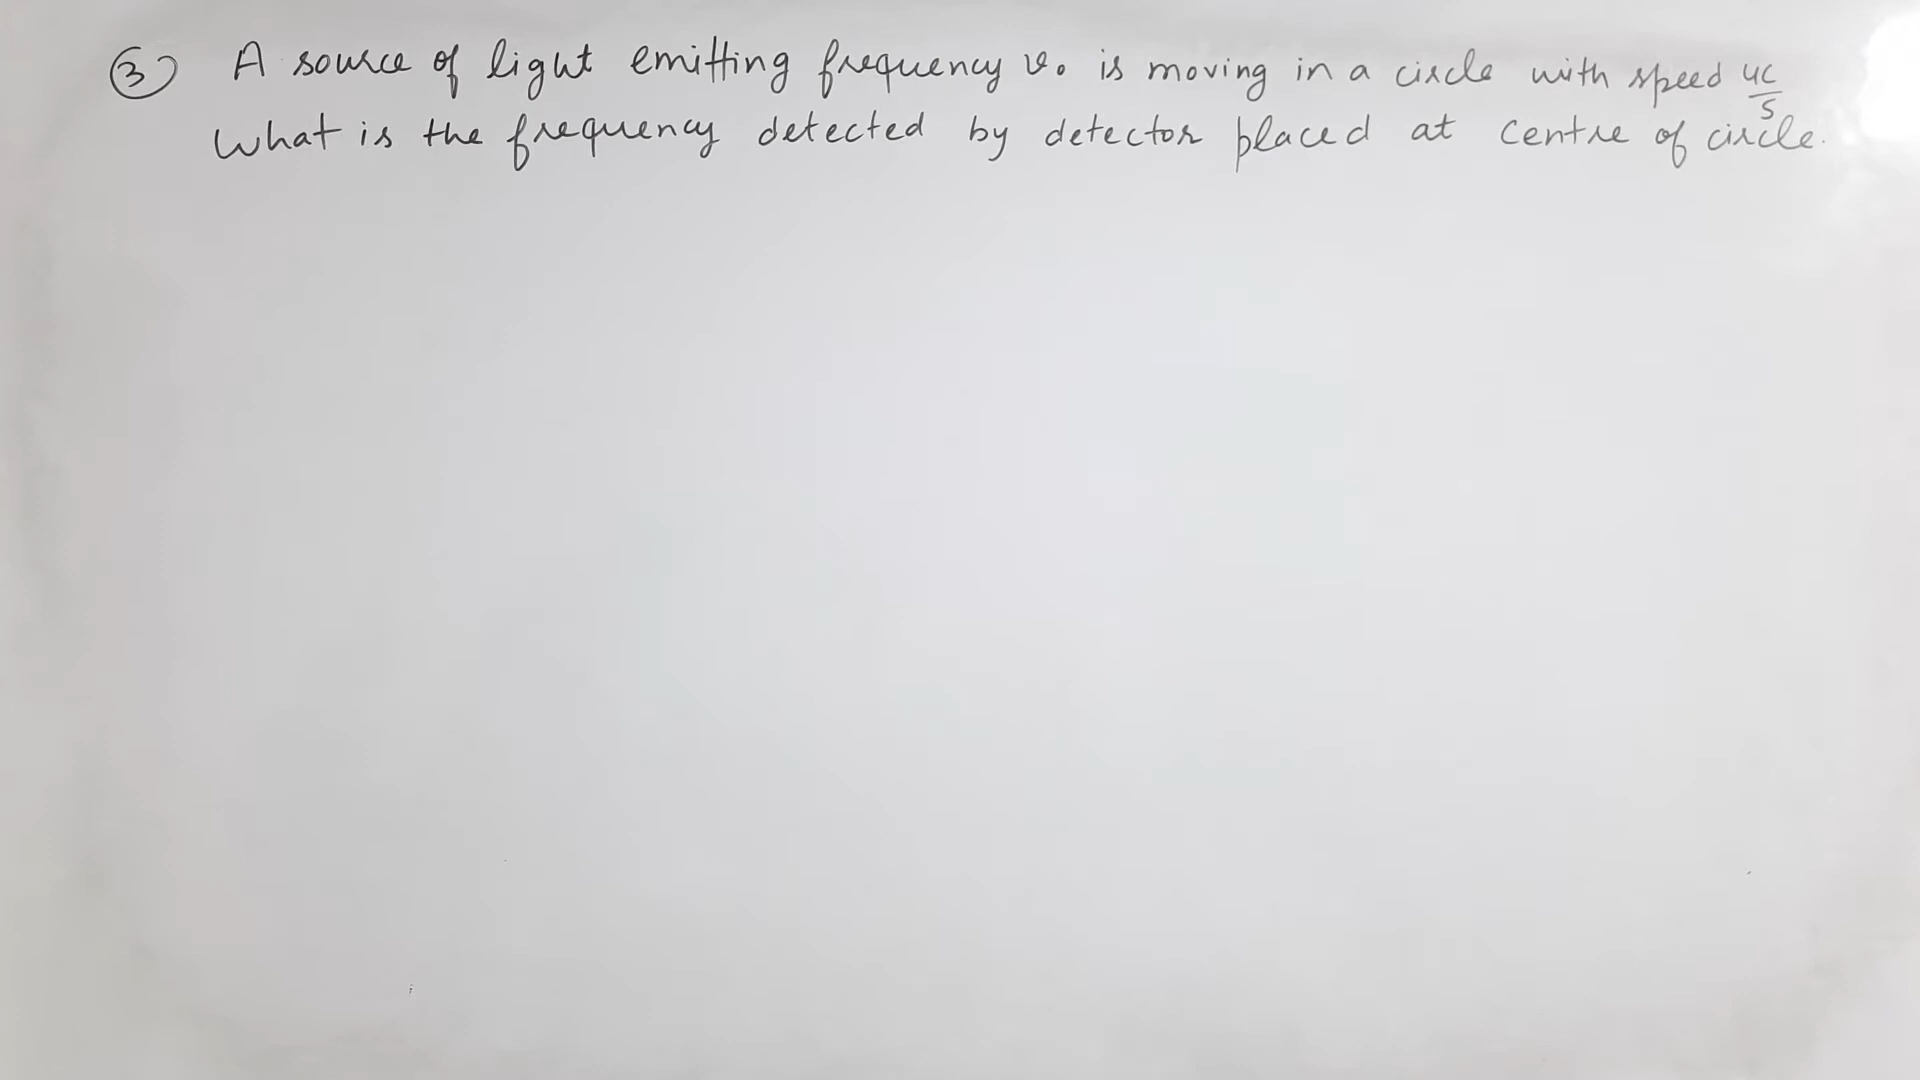 ③ A source of light emitting frequency ν₀ is moving in a circle with speed 4c/5
What is the frequency detected by detector placed at centre of circle.